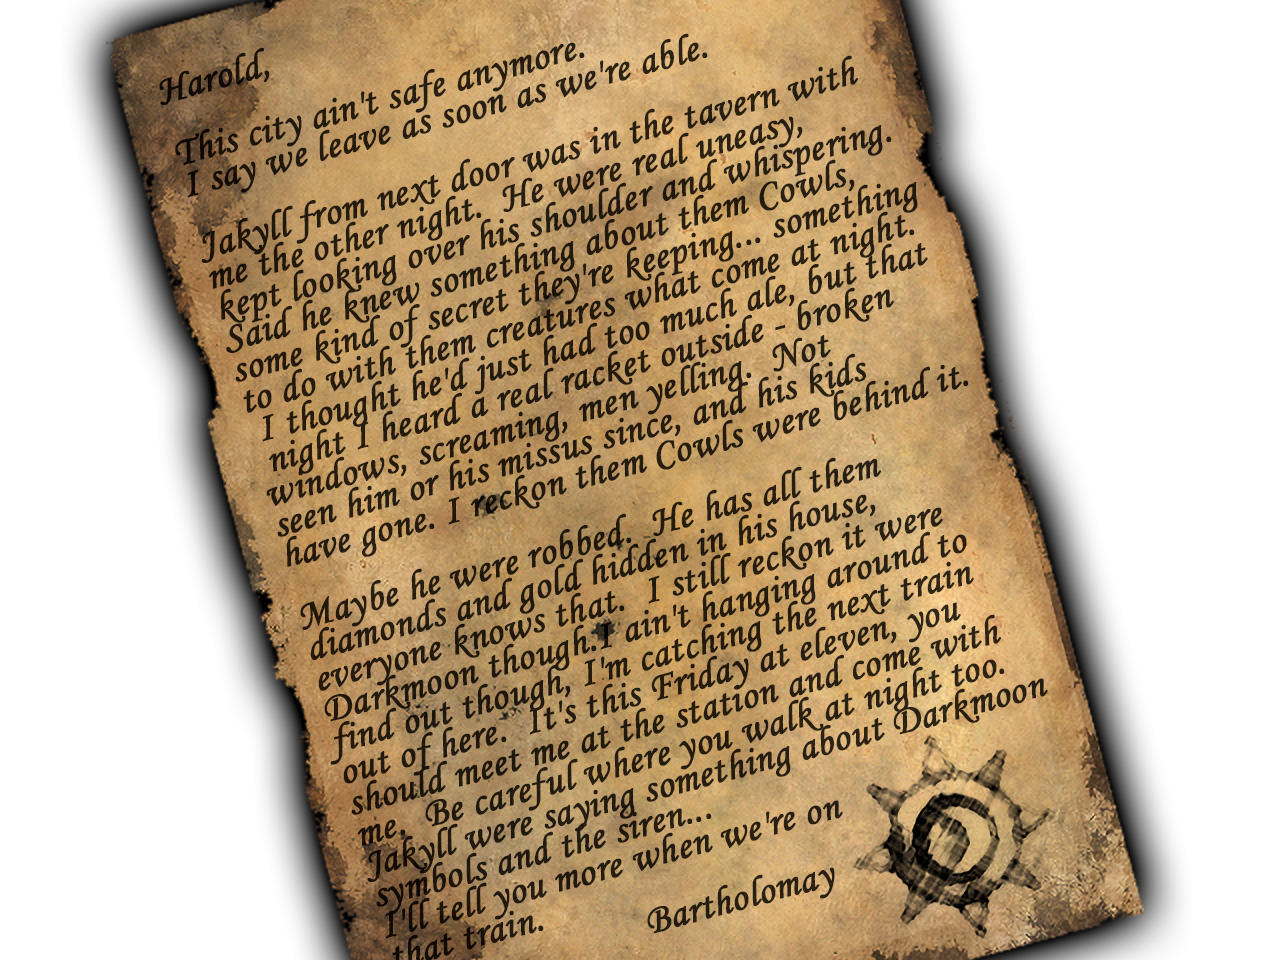 Harold,
This city ain't safe anymore.
I say we leave as soon as we're able.
Jakyll from next door was in the tavern with
me the other night. He were real uneasy,
kept looking over his shoulder and whispering.
Said he knew something about them Cowls,
some kind of secret they're keeping... something
to do with them creatures what come at night.
I thought he'd just had too much ale, but that
night I heard a real racket outside - broken
windows, screaming, men yelling. Not
seen him or his missus since, and his kids
have gone. I reckon them Cowls were behind it.
Maybe he were robbed. He has all them
diamonds and gold hidden in his house,
everyone knows that. I still reckon it were
Darkmoon though. I ain't hanging around to
find out though, I'm catching the next train
out of here. It's this Friday at eleven, you
should meet me at the station and come with
me. Be careful where you walk at night too.
Jakyll were saying something about Darkmoon
symbols and the siren...
I'll tell you more when we're on
that train.
Bartholomay